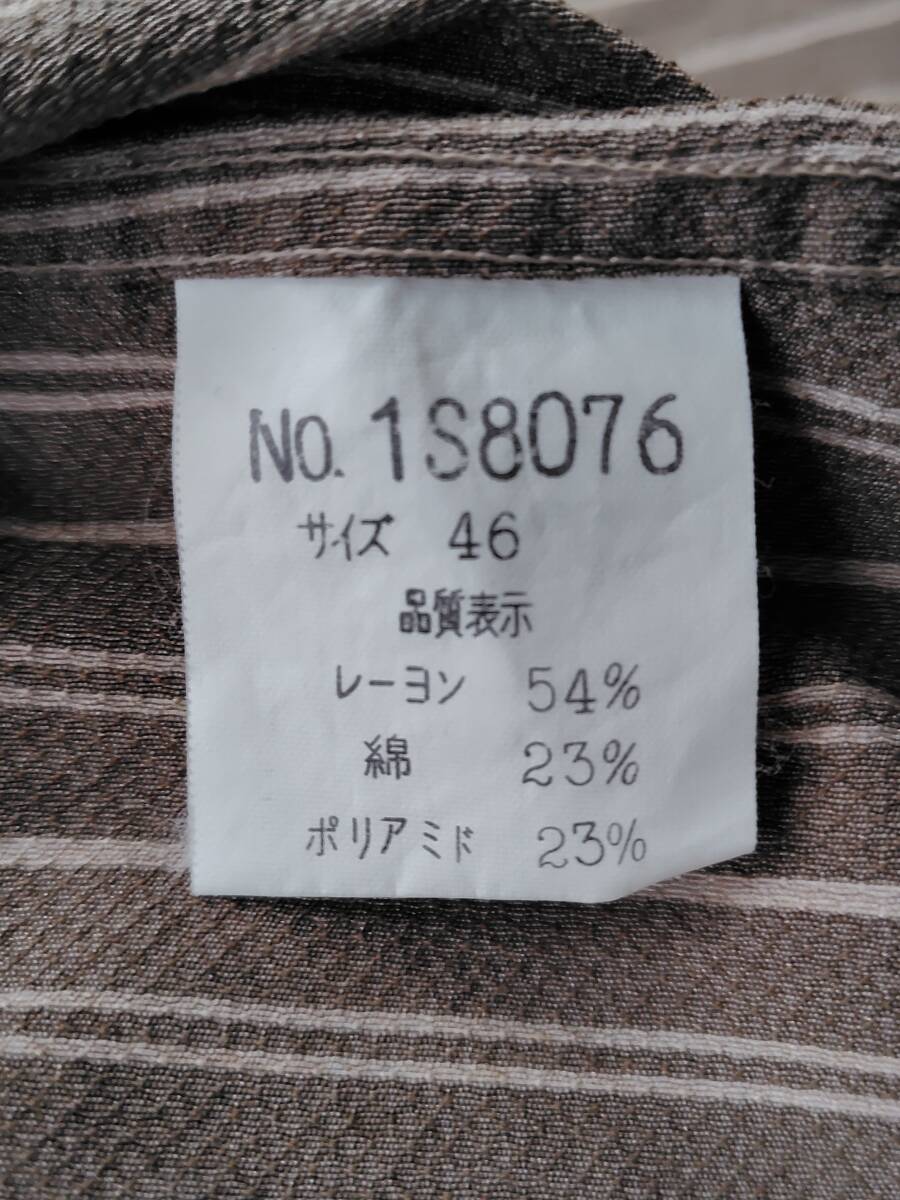 No. 1S8076
サイズ 46
品質表示
レーヨン 54%
綿 23%
ポリアミド 23%